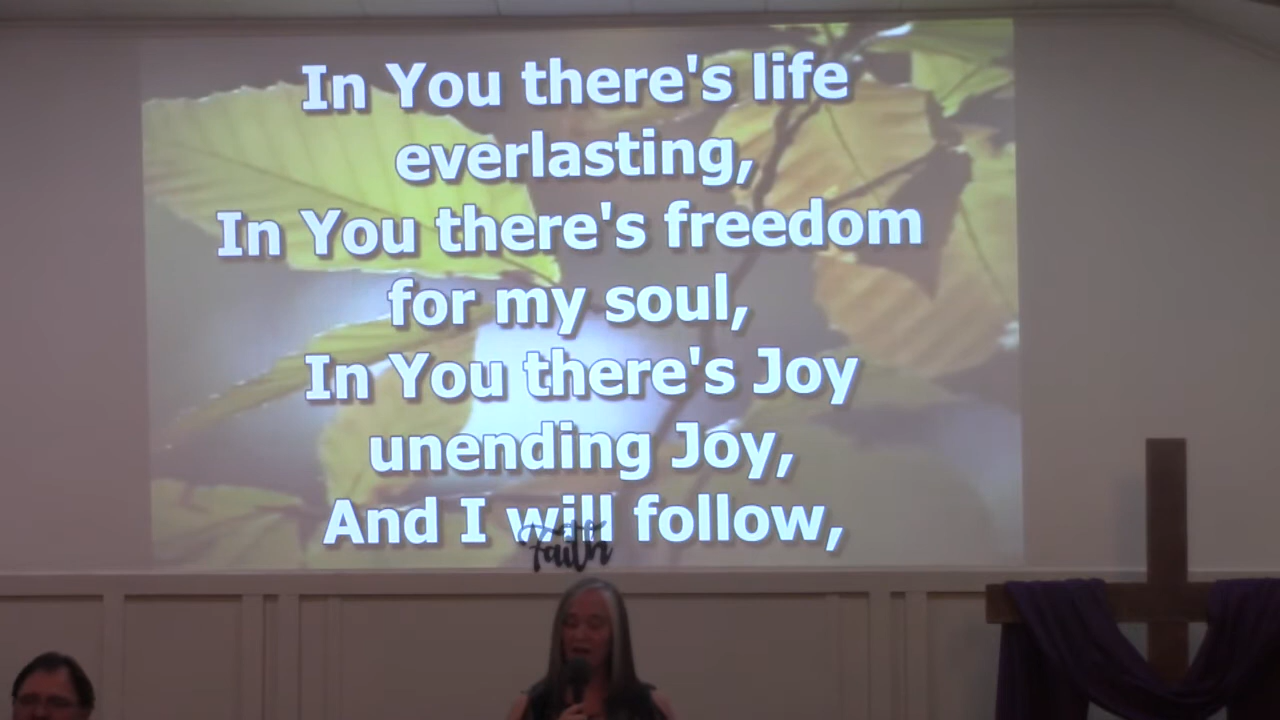 In You there's life
everlasting,
In You there's freedom
for my soul,
In You there's Joy
unending Joy,
And I will follow,
Faith